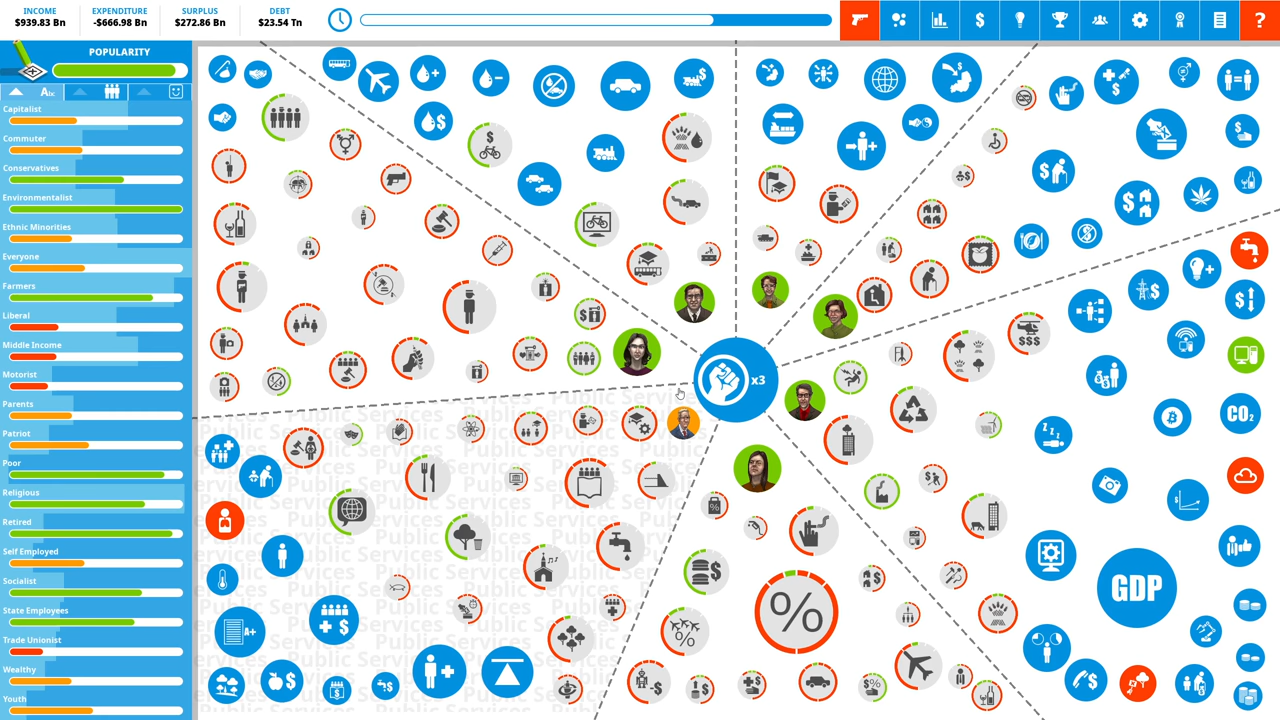 INCOME
$939.83 Bn
EXPENDITURE
-$666.98 Bn
SURPLUS
$272.86 Bn
DEBT
$23.54 Tn
?
POPULARITY
Abc
Capitalist
Commuter
Conservatives
Environmentalist
Ethnic Minorities
Everyone
Farmers
Liberal
Middle Income
Motorist
Parents
Patriot
Poor
Religious
Retired
Self Employed
Socialist
State Employees
Trade Unionist
Wealthy
Youth
x3
$$$
CO₂
Zzz
GDP
%
A+
Public Services